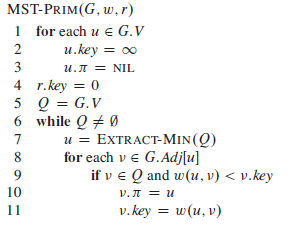 MST-PRIM(G, w, r)
1 for each u ∈ G.V
2 u.key = ∞
3 u.π = NIL
4 r.key = 0
5 Q = G.V
6 while Q ≠ ∅
7 u = EXTRACT-MIN(Q)
8 for each v ∈ G.Adj[u]
9 if v ∈ Q and w(u, v) < v.key
10 v.π = u
11 v.key = w(u, v)